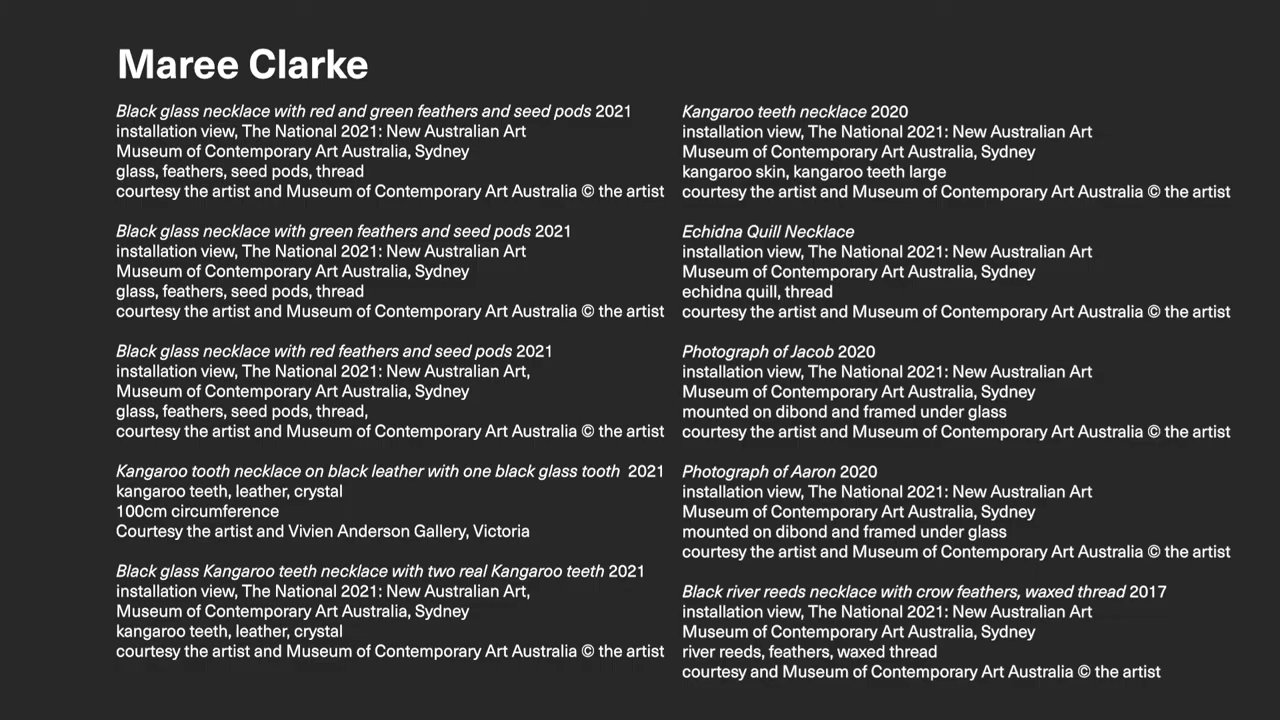 Maree Clarke
Black glass necklace with red and green feathers and seed pods 2021
installation view, The National 2021: New Australian Art
Museum of Contemporary Art Australia, Sydney
glass, feathers, seed pods, thread
courtesy the artist and Museum of Contemporary Art Australia © the artist
Black glass necklace with green feathers and seed pods 2021
installation view, The National 2021: New Australian Art
Museum of Contemporary Art Australia, Sydney
glass, feathers, seed pods, thread
courtesy the artist and Museum of Contemporary Art Australia © the artist
Black glass necklace with red feathers and seed pods 2021
installation view, The National 2021: New Australian Art,
Museum of Contemporary Art Australia, Sydney
glass, feathers, seed pods, thread,
courtesy the artist and Museum of Contemporary Art Australia © the artist
Kangaroo tooth necklace on black leather with one black glass tooth  2021
kangaroo teeth, leather, crystal
100cm circumference
Courtesy the artist and Vivien Anderson Gallery, Victoria
Black glass Kangaroo teeth necklace with two real Kangaroo teeth 2021
installation view, The National 2021: New Australian Art,
Museum of Contemporary Art Australia, Sydney
kangaroo teeth, leather, crystal
courtesy the artist and Museum of Contemporary Art Australia © the artist
Kangaroo teeth necklace 2020
installation view, The National 2021: New Australian Art
Museum of Contemporary Art Australia, Sydney
kangaroo skin, kangaroo teeth large
courtesy the artist and Museum of Contemporary Art Australia © the artist
Echidna Quill Necklace
installation view, The National 2021: New Australian Art
Museum of Contemporary Art Australia, Sydney
echidna quill, thread
courtesy the artist and Museum of Contemporary Art Australia © the artist
Photograph of Jacob 2020
installation view, The National 2021: New Australian Art
Museum of Contemporary Art Australia, Sydney
mounted on dibond and framed under glass
courtesy the artist and Museum of Contemporary Art Australia © the artist
Photograph of Aaron 2020
installation view, The National 2021: New Australian Art
Museum of Contemporary Art Australia, Sydney
mounted on dibond and framed under glass
courtesy the artist and Museum of Contemporary Art Australia © the artist
Black river reeds necklace with crow feathers, waxed thread 2017
installation view, The National 2021: New Australian Art
Museum of Contemporary Art Australia, Sydney
river reeds, feathers, waxed thread
courtesy and Museum of Contemporary Art Australia © the artist